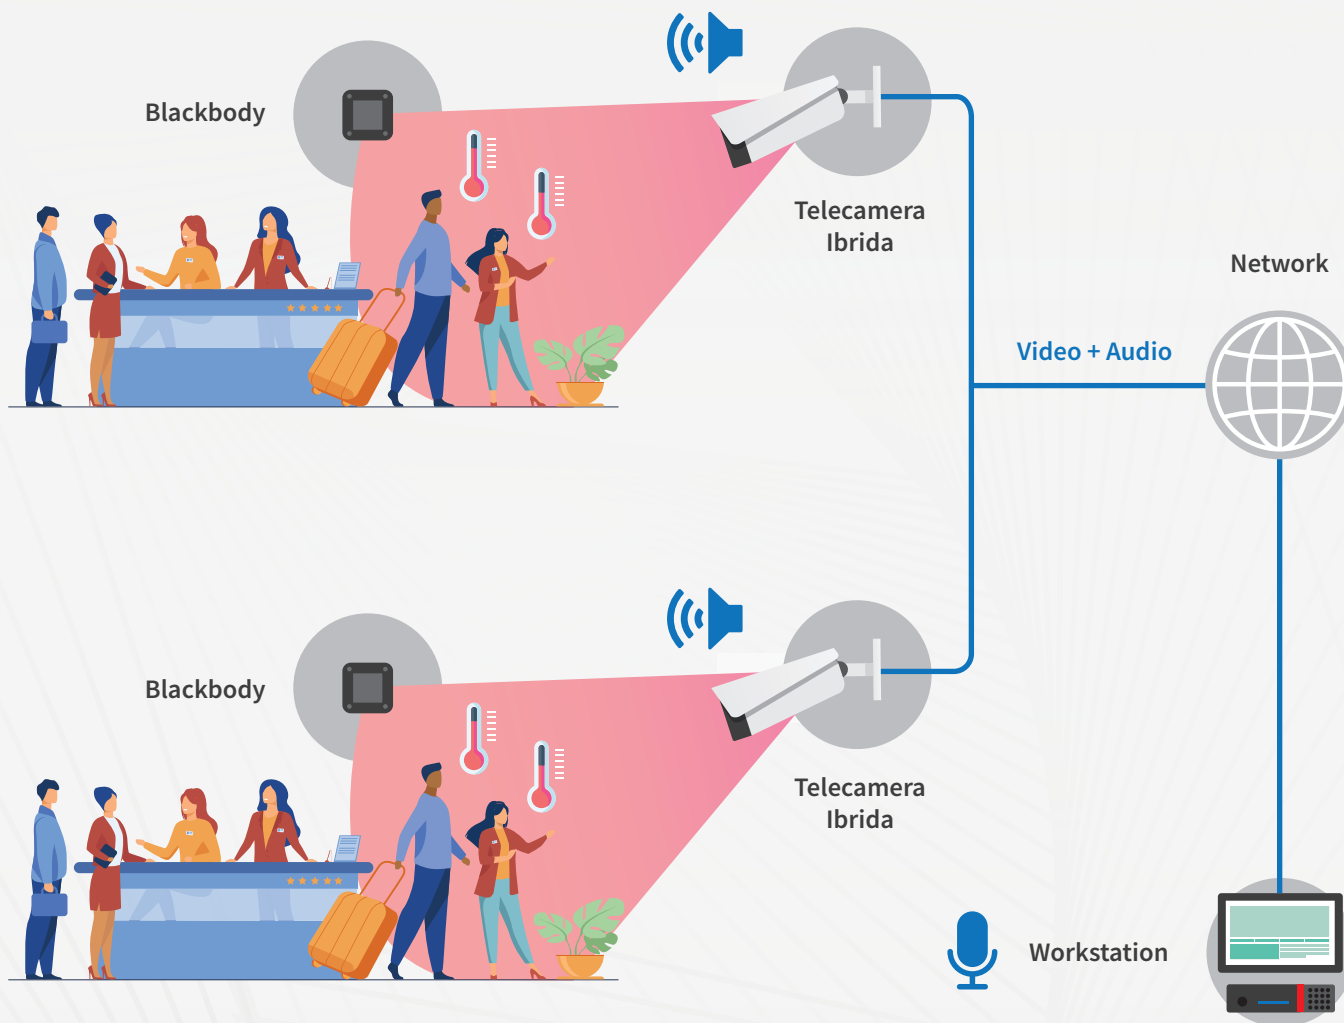 Blackbody
Telecamera
Ibrida
Network
Video + Audio
Blackbody
Telecamera
Ibrida
Workstation